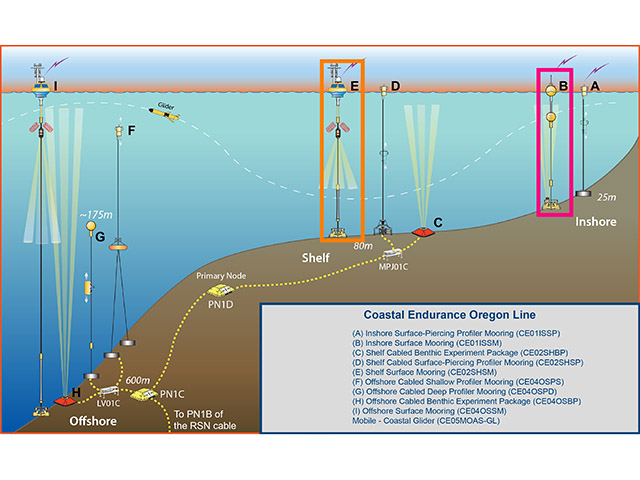 I
E
D
B
A
Glider
F
~175m
G
25m
Inshore
C
80m
Shelf
MPJ01C
Primary Node
PN1D
H
600m
LV01C
PN1C
Offshore
To PN1B of
the RSN cable
Coastal Endurance Oregon Line
(A) Inshore Surface-Piercing Profiler Mooring (CE01ISSP)
(B) Inshore Surface Mooring (CE01ISSM)
(C) Shelf Cabled Benthic Experiment Package (CE02SHBP)
(D) Shelf Cabled Surface-Piercing Profiler Mooring (CE02SHSP)
(E) Shelf Surface Mooring (CE02SHSM)
(F) Offshore Cabled Shallow Profiler Mooring (CE04OSPS)
(G) Offshore Cabled Deep Profiler Mooring (CE04OSPD)
(H) Offshore Cabled Benthic Experiment Package (CE04OSBP)
(I) Offshore Surface Mooring (CE04OSSM)
Mobile - Coastal Glider (CE05MOAS-GL)